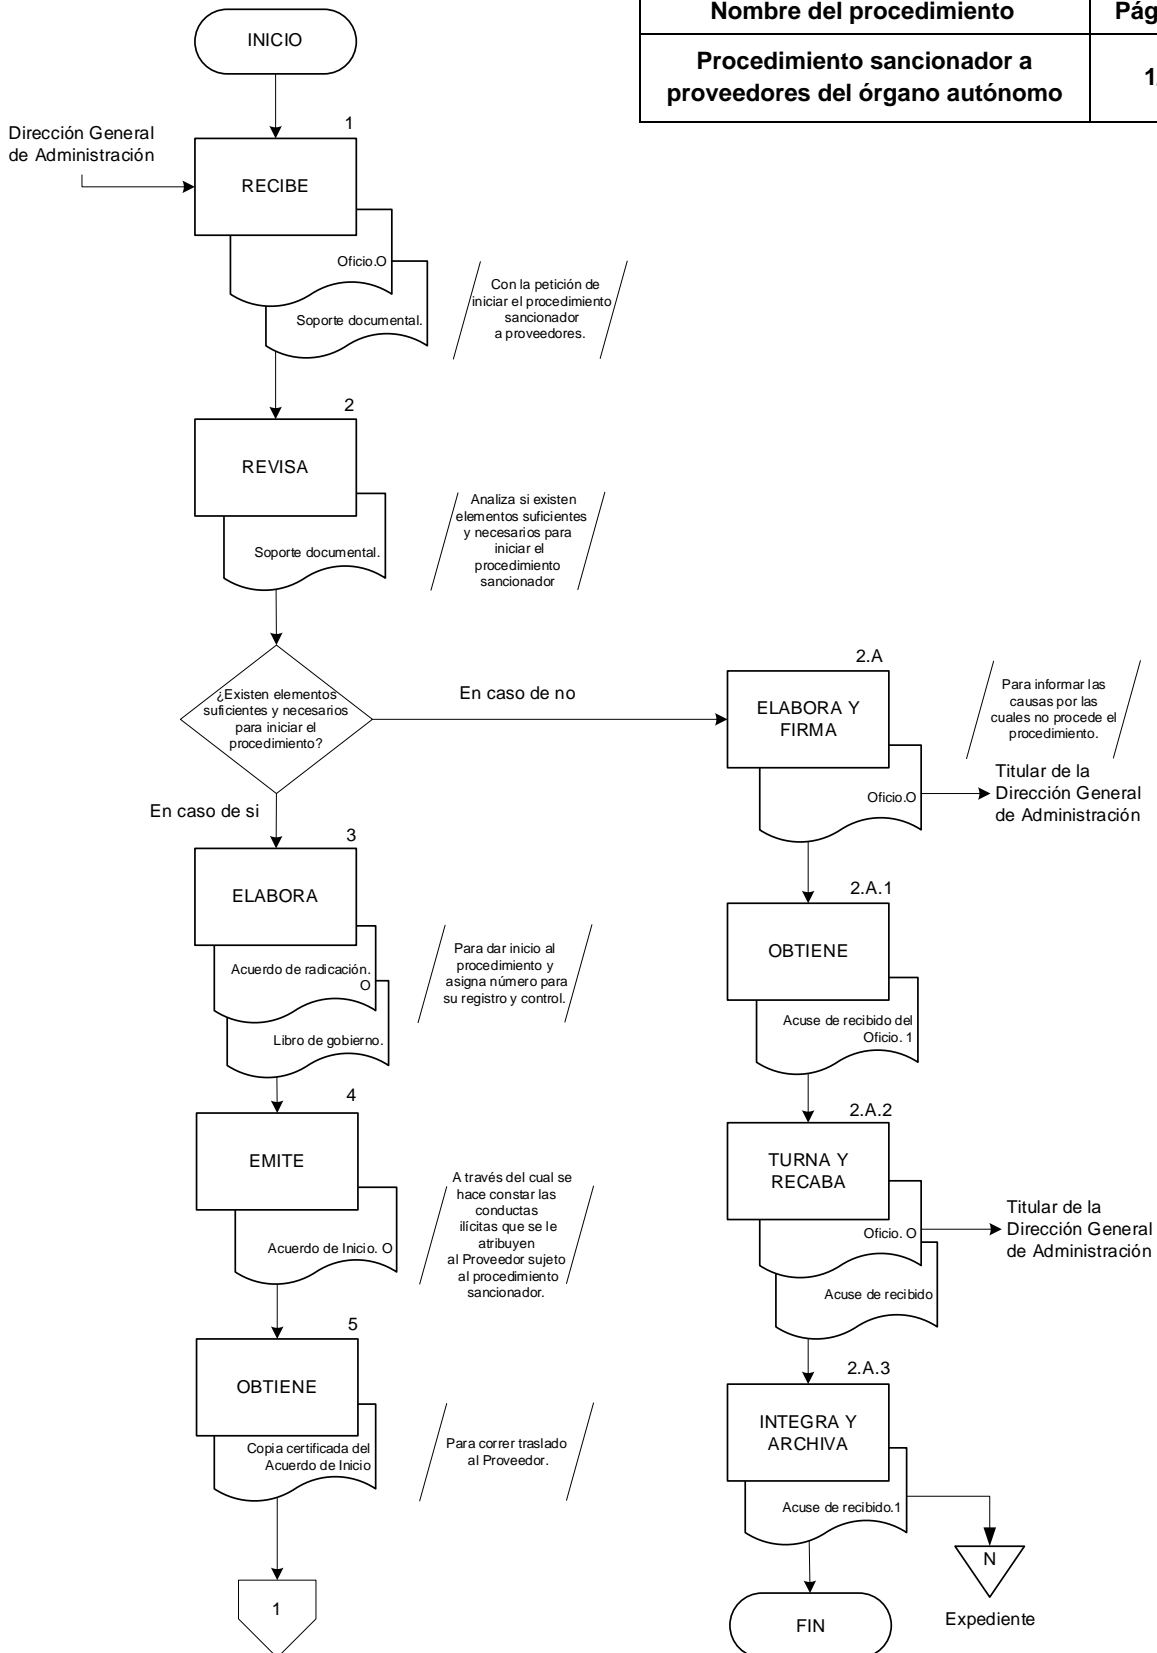 Nombre del procedimiento
Pág
Procedimiento sancionador a
proveedores del órgano autónomo
1
INICIO
Dirección General
de Administración
1
RECIBE
Oficio.O
Soporte documental.
Con la petición de
iniciar el procedimiento
sancionador
a proveedores.
2
REVISA
Soporte documental.
Analiza si existen
elementos suficientes
y necesarios para
iniciar el
procedimiento
sancionador
¿Existen elementos
suficientes y necesarios
para iniciar el
procedimiento?
En caso de no
En caso de si
2.A
ELABORA Y
FIRMA
Oficio.O
Para informar las
causas por las
cuales no procede el
procedimiento.
Titular de la
Dirección General
de Administración
3
ELABORA
Acuerdo de radicación.
O
Libro de gobierno.
Para dar inicio al
procedimiento y
asigna número para
su registro y control.
2.A.1
OBTIENE
Acuse de recibido del
Oficio. 1
4
EMITE
Acuerdo de Inicio. O
A través del cual se
hace constar las
conductas
ilícitas que se le
atribuyen
al Proveedor sujeto
al procedimiento
sancionador.
2.A.2
TURNA Y
RECABA
Oficio. O
Acuse de recibido
Titular de la
Dirección General
de Administración
5
OBTIENE
Copia certificada del
Acuerdo de Inicio
Para correr traslado
al Proveedor.
2.A.3
INTEGRA Y
ARCHIVA
Acuse de recibido.1
N
Expediente
1
FIN